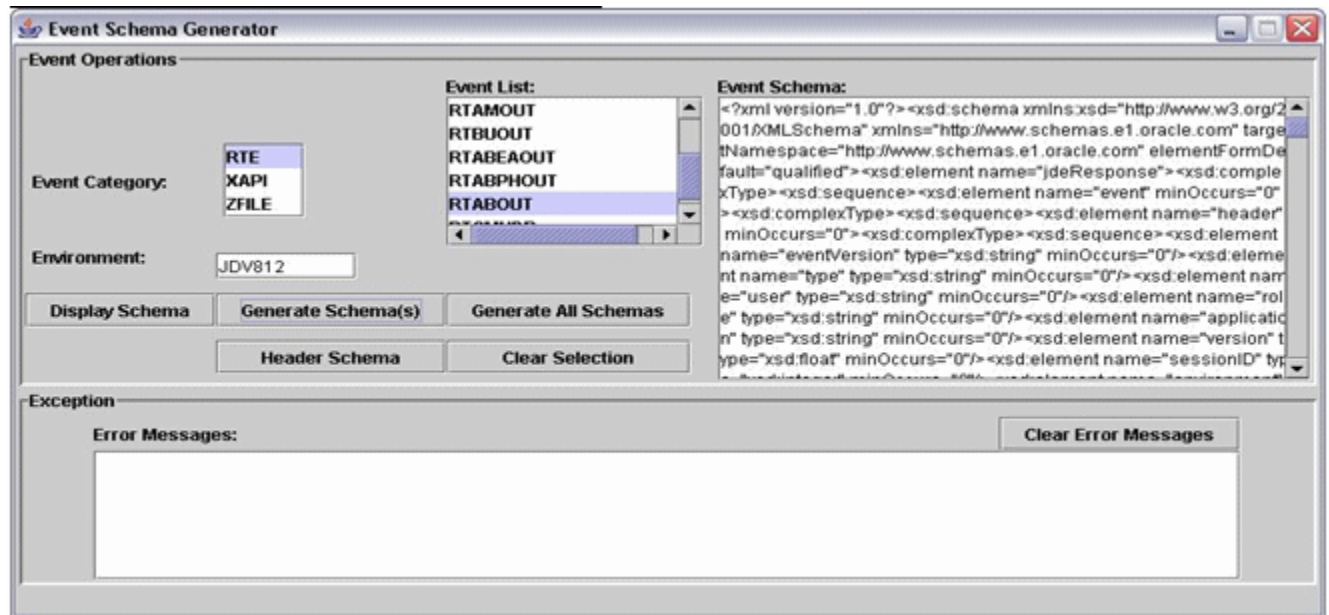 Event Schema Generator
Event Operations
Event List:
RTAMOUT
RTBUOUT
RTABEAOUT
RTABPHOUT
RTABOUT
Event Schema:
<?xml version="1.0"?><xsd:schema xmlns:xsd="http://www.w3.org/2
001/XMLSchema" xmlns="http://www.schemas.e1.oracle.com" targe
tNamespace="http://www.schemas.e1.oracle.com" elementFormDe
fault="qualified"><xsd:element name="jdeResponse"><xsd:comple
xType><xsd:sequence><xsd:element name="event" minOccurs="0"
><xsd:complexType><xsd:sequence><xsd:element name="header"
minOccurs="0"><xsd:complexType><xsd:sequence><xsd:element
name="eventVersion" type="xsd:string" minOccurs="0"/><xsd:eleme
nt name="type" type="xsd:string" minOccurs="0"/><xsd:element nam
e="user" type="xsd:string" minOccurs="0"/><xsd:element name="rol
e" type="xsd:string" minOccurs="0"/><xsd:element name="applicatio
n" type="xsd:string" minOccurs="0"/><xsd:element name="version" t
ype="xsd:float" minOccurs="0"/><xsd:element name="sessionID" typ
Event Category:
RTE
XAPI
ZFILE
Environment:
JDV812
Display Schema
Generate Schema(s)
Generate All Schemas
Header Schema
Clear Selection
Exception
Error Messages:
Clear Error Messages